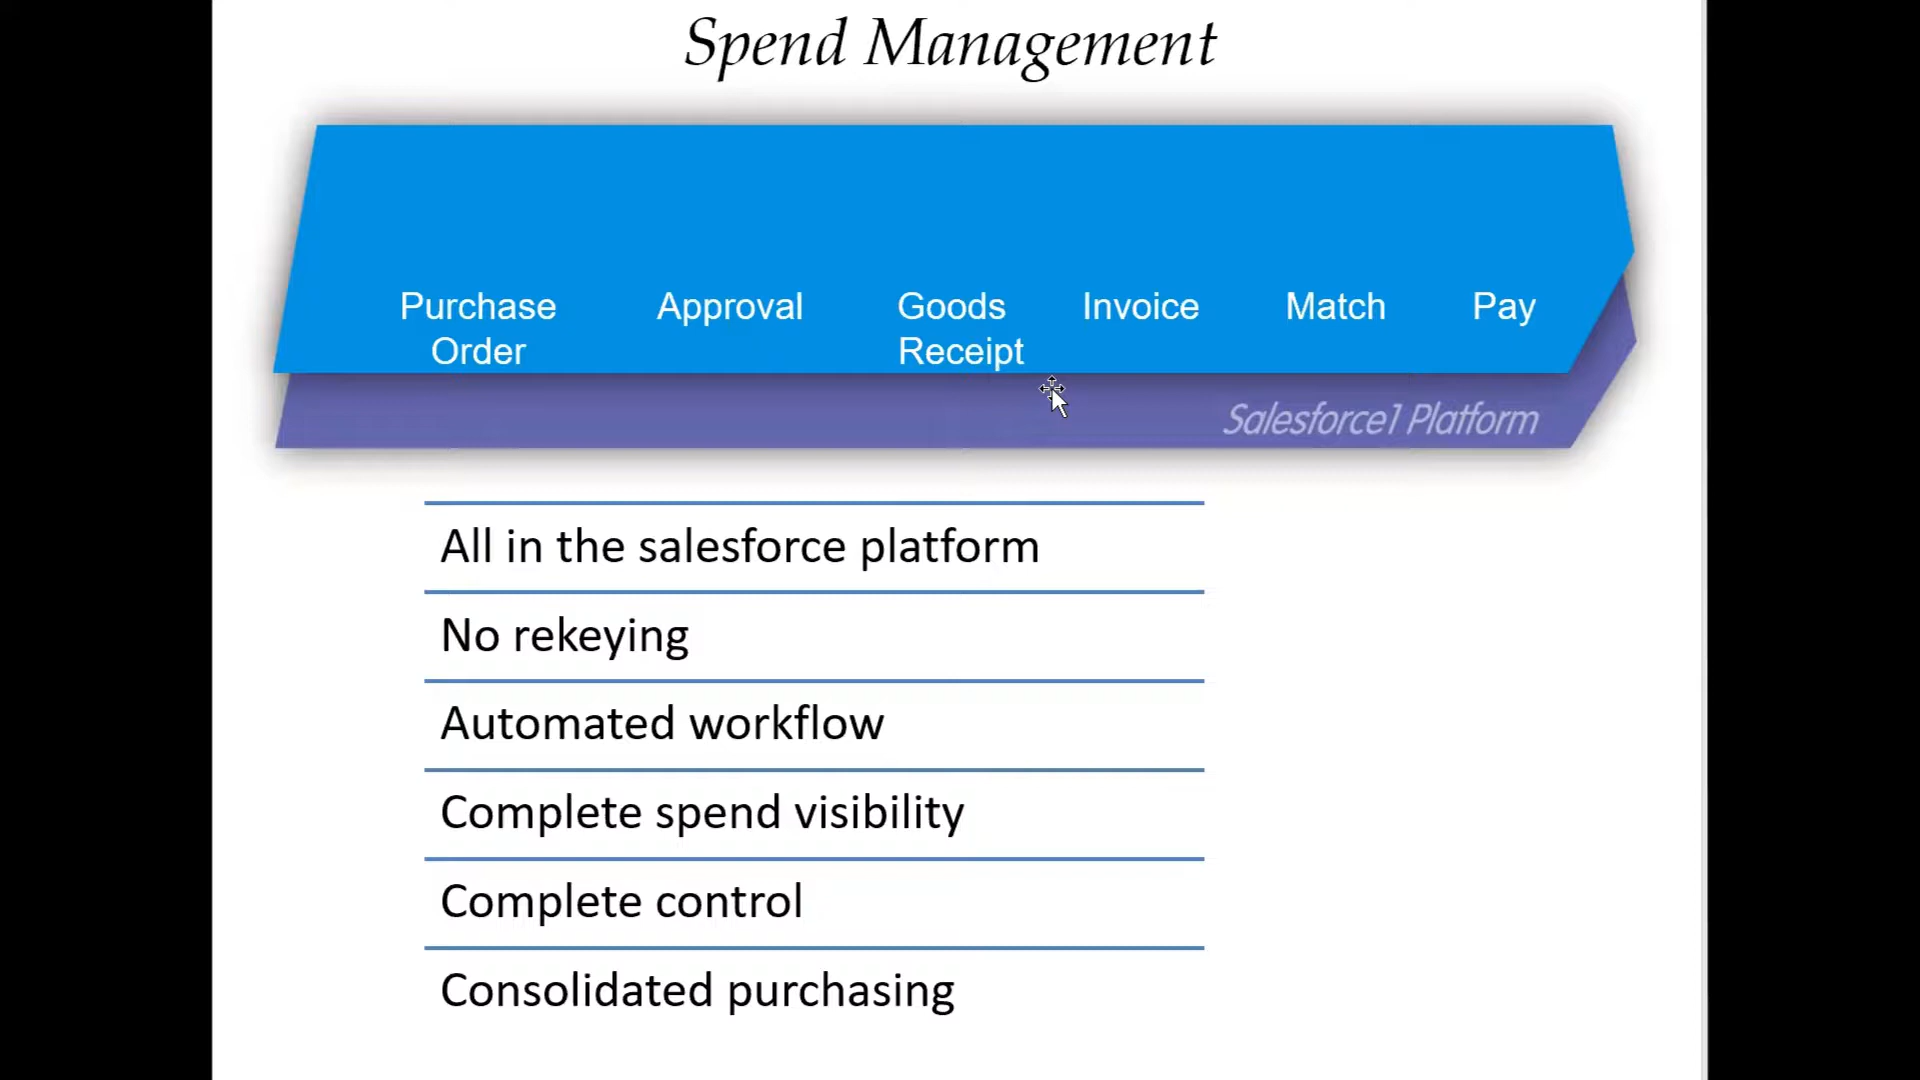 Spend Management
Purchase Order
Approval
Goods Receipt
Invoice
Match
Pay
Salesforce1 Platform
All in the salesforce platform
No rekeying
Automated workflow
Complete spend visibility
Complete control
Consolidated purchasing